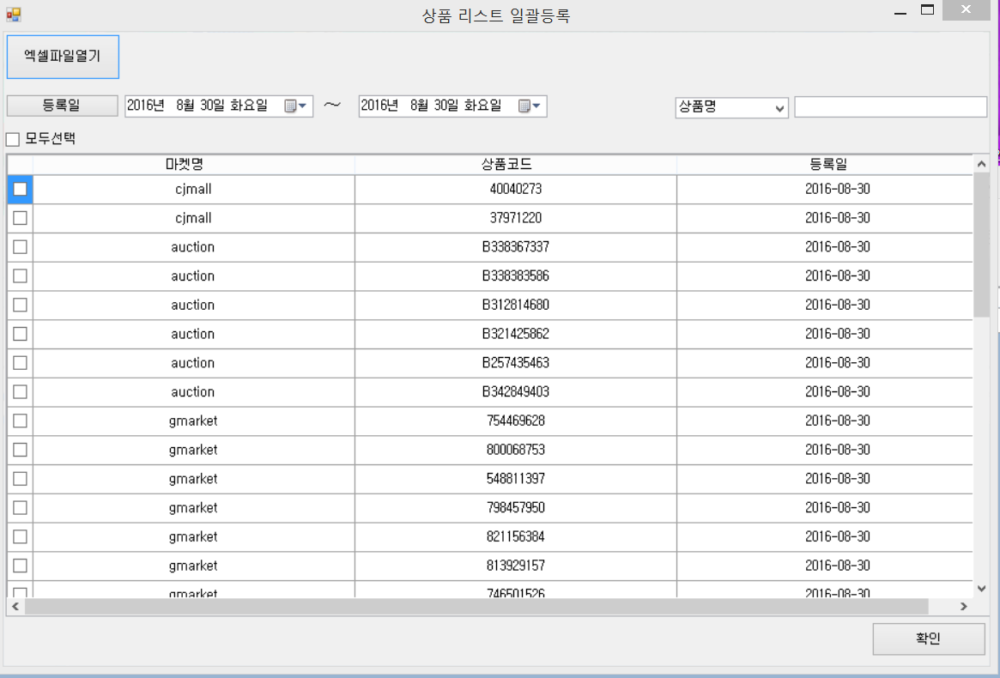 상품 리스트 일괄등록
엑셀파일열기
등록일 2016년 8월 30일 화요일 ~ 2016년 8월 30일 화요일 상품명
모두선택
마켓명 상품코드 등록일
cjmall 40040273 2016-08-30
cjmall 37971220 2016-08-30
auction B338367337 2016-08-30
auction B338383586 2016-08-30
auction B312814680 2016-08-30
auction B321425862 2016-08-30
auction B257435463 2016-08-30
auction B342849403 2016-08-30
gmarket 754469628 2016-08-30
gmarket 800068753 2016-08-30
gmarket 548811397 2016-08-30
gmarket 798457950 2016-08-30
gmarket 821156384 2016-08-30
gmarket 813929157 2016-08-30
gmarket 746501526 2016-08-30
확인